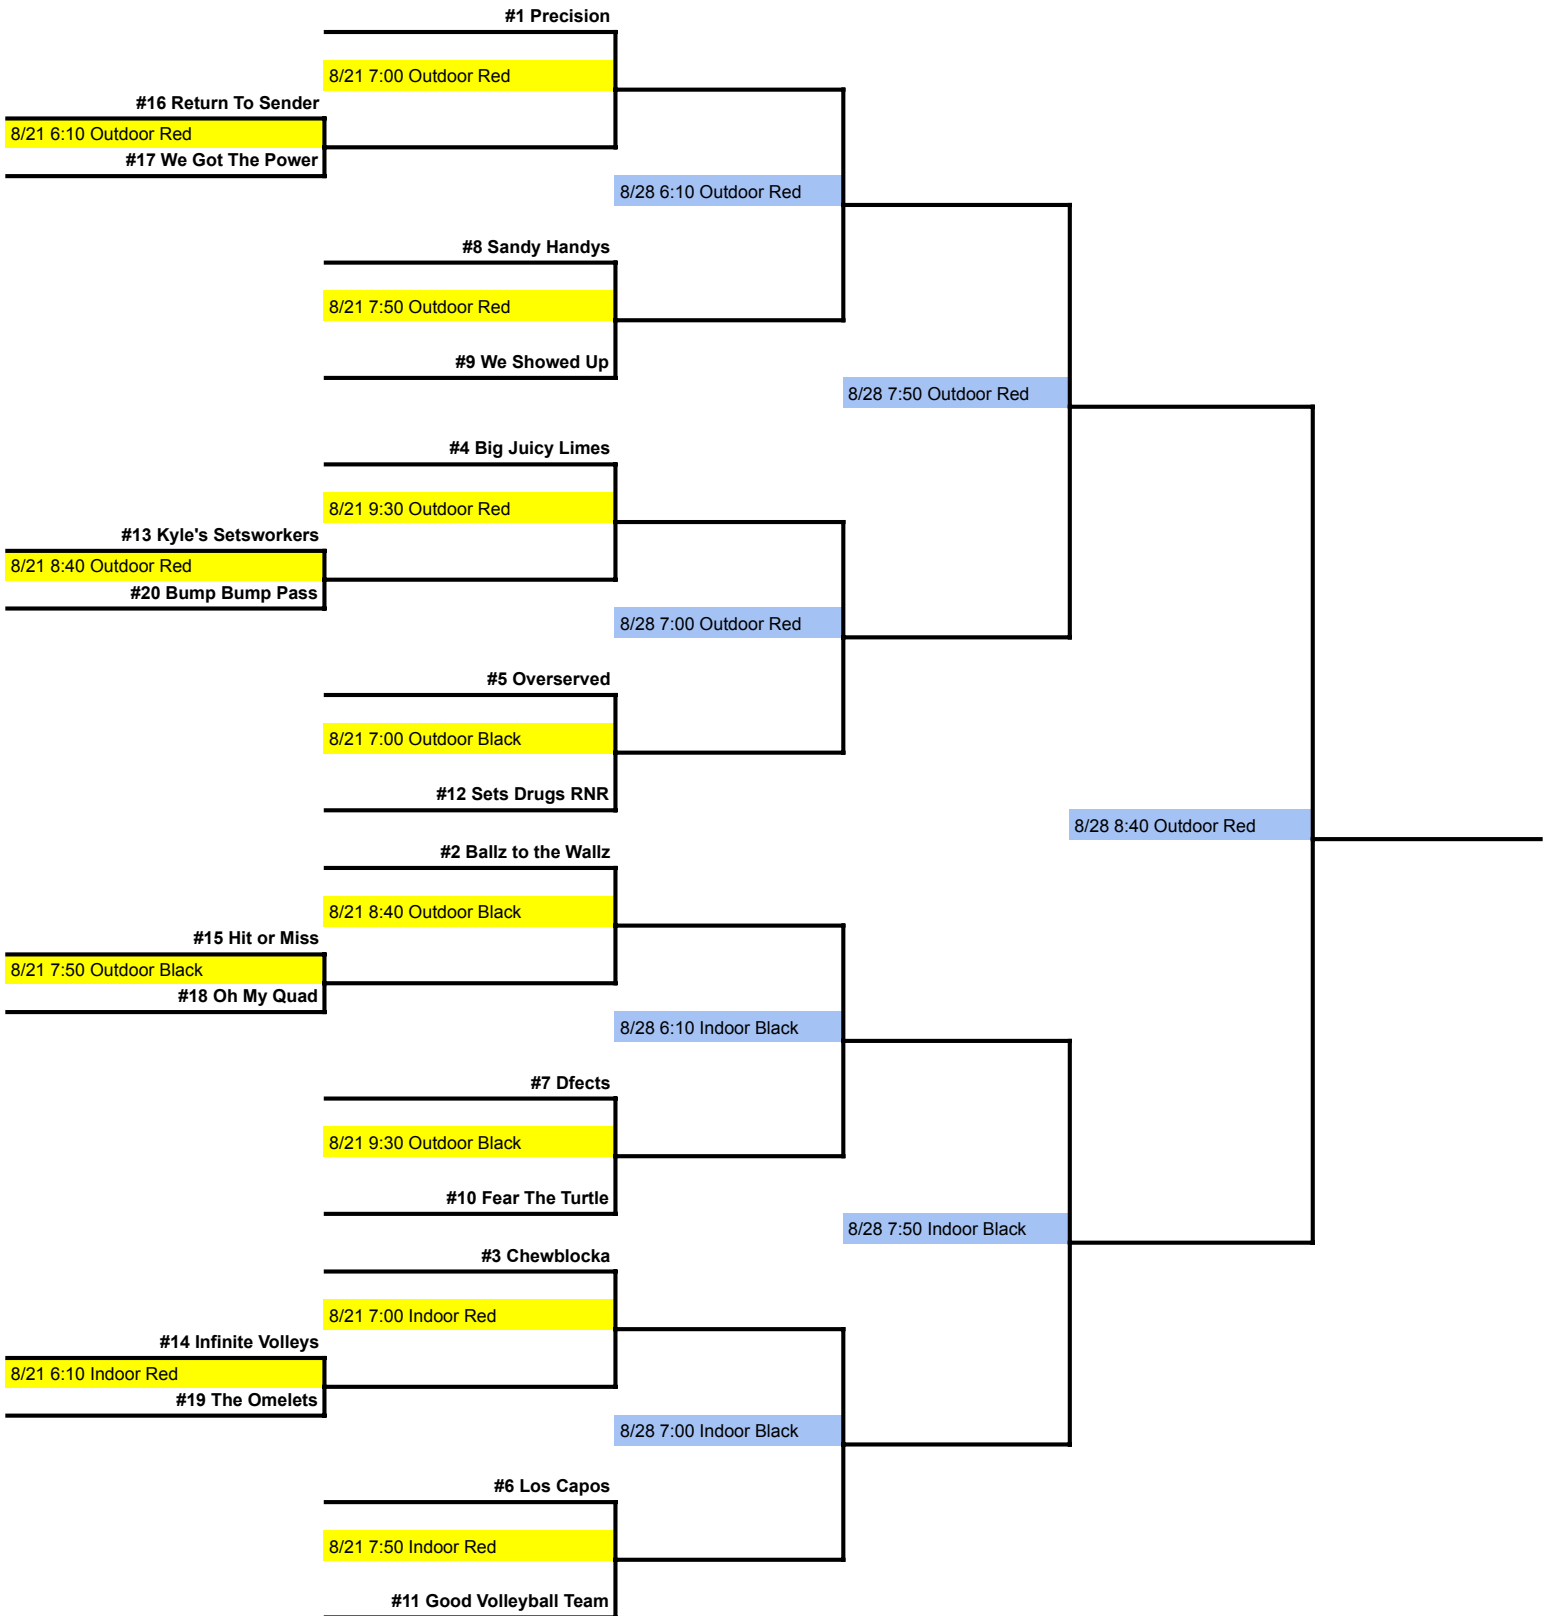 #1 Precision
8/21 7:00 Outdoor Red
#16 Return To Sender
8/21 6:10 Outdoor Red
#17 We Got The Power
8/28 6:10 Outdoor Red
#8 Sandy Handys
8/21 7:50 Outdoor Red
#9 We Showed Up
8/28 7:50 Outdoor Red
#4 Big Juicy Limes
8/21 9:30 Outdoor Red
#13 Kyle's Setsworkers
8/21 8:40 Outdoor Red
#20 Bump Bump Pass
8/28 7:00 Outdoor Red
#5 Overserved
8/21 7:00 Outdoor Black
#12 Sets Drugs RNR
8/28 8:40 Outdoor Red
#2 Ballz to the Wallz
8/21 8:40 Outdoor Black
#15 Hit or Miss
8/21 7:50 Outdoor Black
#18 Oh My Quad
8/28 6:10 Indoor Black
#7 Dfects
8/21 9:30 Outdoor Black
#10 Fear The Turtle
8/28 7:50 Indoor Black
#3 Chewblocka
8/21 7:00 Indoor Red
#14 Infinite Volleys
8/21 6:10 Indoor Red
#19 The Omelets
8/28 7:00 Indoor Black
#6 Los Capos
8/21 7:50 Indoor Red
#11 Good Volleyball Team